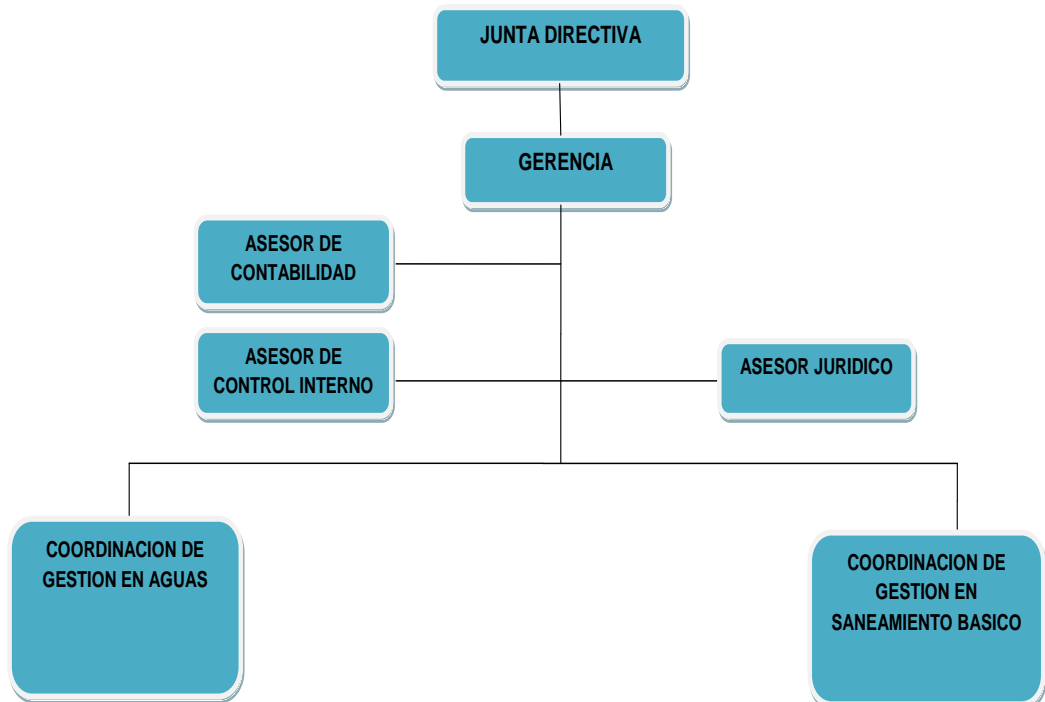 JUNTA DIRECTIVA
GERENCIA
ASESOR DE
CONTABILIDAD
ASESOR DE
CONTROL INTERNO
ASESOR JURIDICO
COORDINACION DE
GESTION EN AGUAS
COORDINACION DE
GESTION EN
SANEAMIENTO BASICO